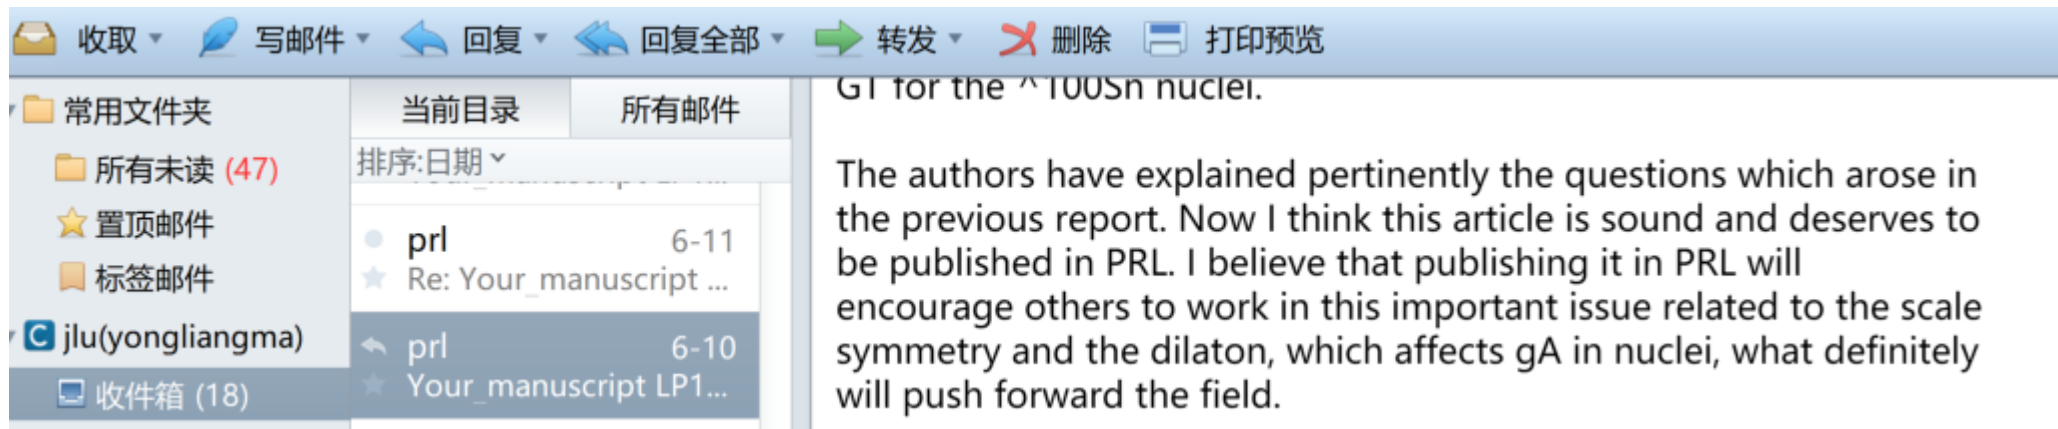 收取 写邮件 回复 回复全部 转发 删除 打印预览
常用文件夹
所有未读 (47)
置顶邮件
标签邮件
jlu(yongliangma)
收件箱 (18)
当前目录 所有邮件
排序:日期
prl 6-11
Re: Your_manuscript ...
prl 6-10
Your_manuscript LP1...
GT for the ^100Sn nuclei.
The authors have explained pertinently the questions which arose in
the previous report. Now I think this article is sound and deserves to
be published in PRL. I believe that publishing it in PRL will
encourage others to work in this important issue related to the scale
symmetry and the dilaton, which affects gA in nuclei, what definitely
will push forward the field.